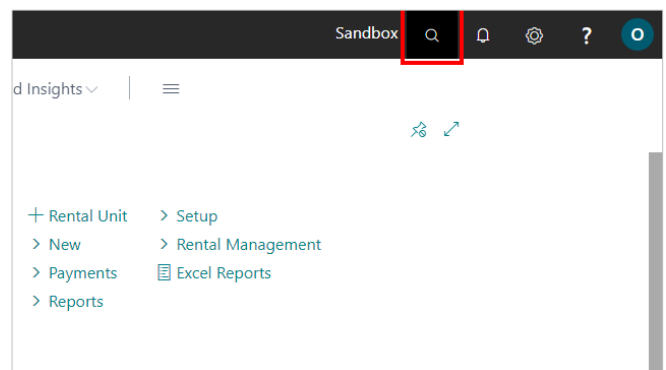 Sandbox ? O
d Insights
+ Rental Unit > Setup
> New > Rental Management
> Payments Excel Reports
> Reports